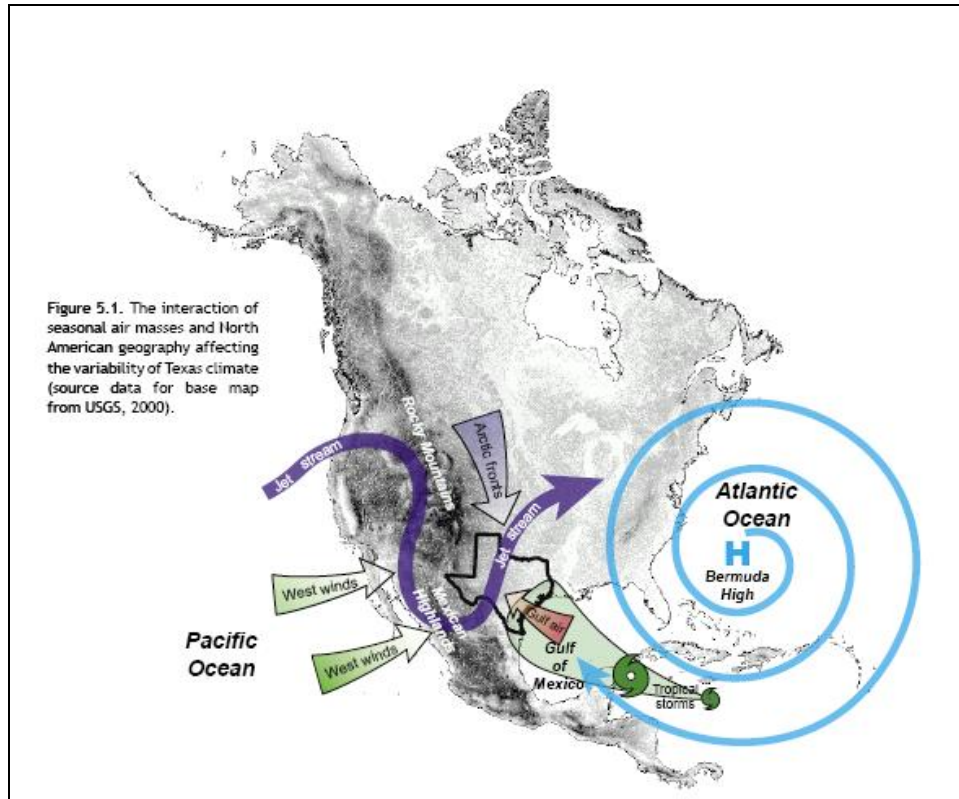 Figure 5.1. The interaction of
seasonal air masses and North
American geography affecting
the variability of Texas climate
(source data for base map
from USGS, 2000).
Rocky Mountains
Arctic fronts
Jet stream
Jet stream
Atlantic
Ocean
H
Bermuda
High
West winds
Mexican
Highlands
Gulf air
West winds
Pacific
Ocean
Gulf
of
Mexico
Tropical
storms